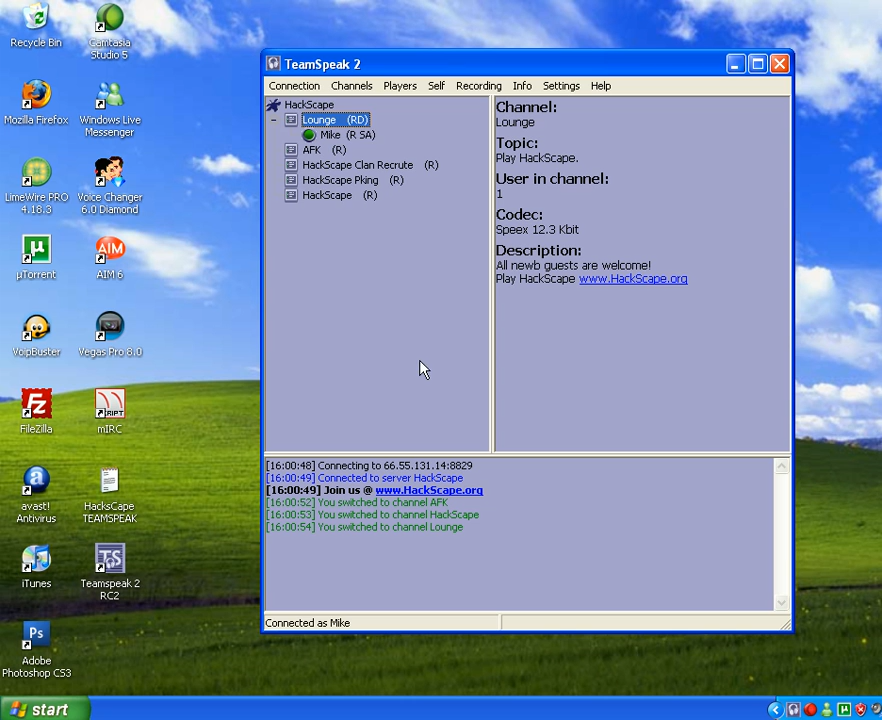 Recycle Bin
Camtasia Studio 5
Mozilla Firefox
Windows Live Messenger
LimeWire PRO 4.18.3
Voice Changer 6.0 Diamond
µ
µTorrent
AIM
AIM 6
VoipBuster
Vegas Pro 8.0
Fz
FileZilla
RIPT
mIRC
a
avast! Antivirus
HacksCape TEAMSPEAK
iTunes
TS
Teamspeak 2 RC2
Ps
Adobe Photoshop CS3
TeamSpeak 2
Connection Channels Players Self Recording Info Settings Help
HackScape
Lounge (RD)
Mike (R SA)
AFK (R)
HackScape Clan Recrute (R)
HackScape Pking (R)
HackScape (R)
Channel:
Lounge
Topic:
Play HackScape.
User in channel:
1
Codec:
Speex 12.3 Kbit
Description:
All newb guests are welcome!
Play HackScape www.HackScape.org
[16:00:48] Connecting to 66.55.131.14:8829
[16:00:49] Connected to server HackScape
[16:00:49] Join us @ www.HackScape.org
[16:00:52] You switched to channel AFK
[16:00:53] You switched to channel HackScape
[16:00:54] You switched to channel Lounge
Connected as Mike
start